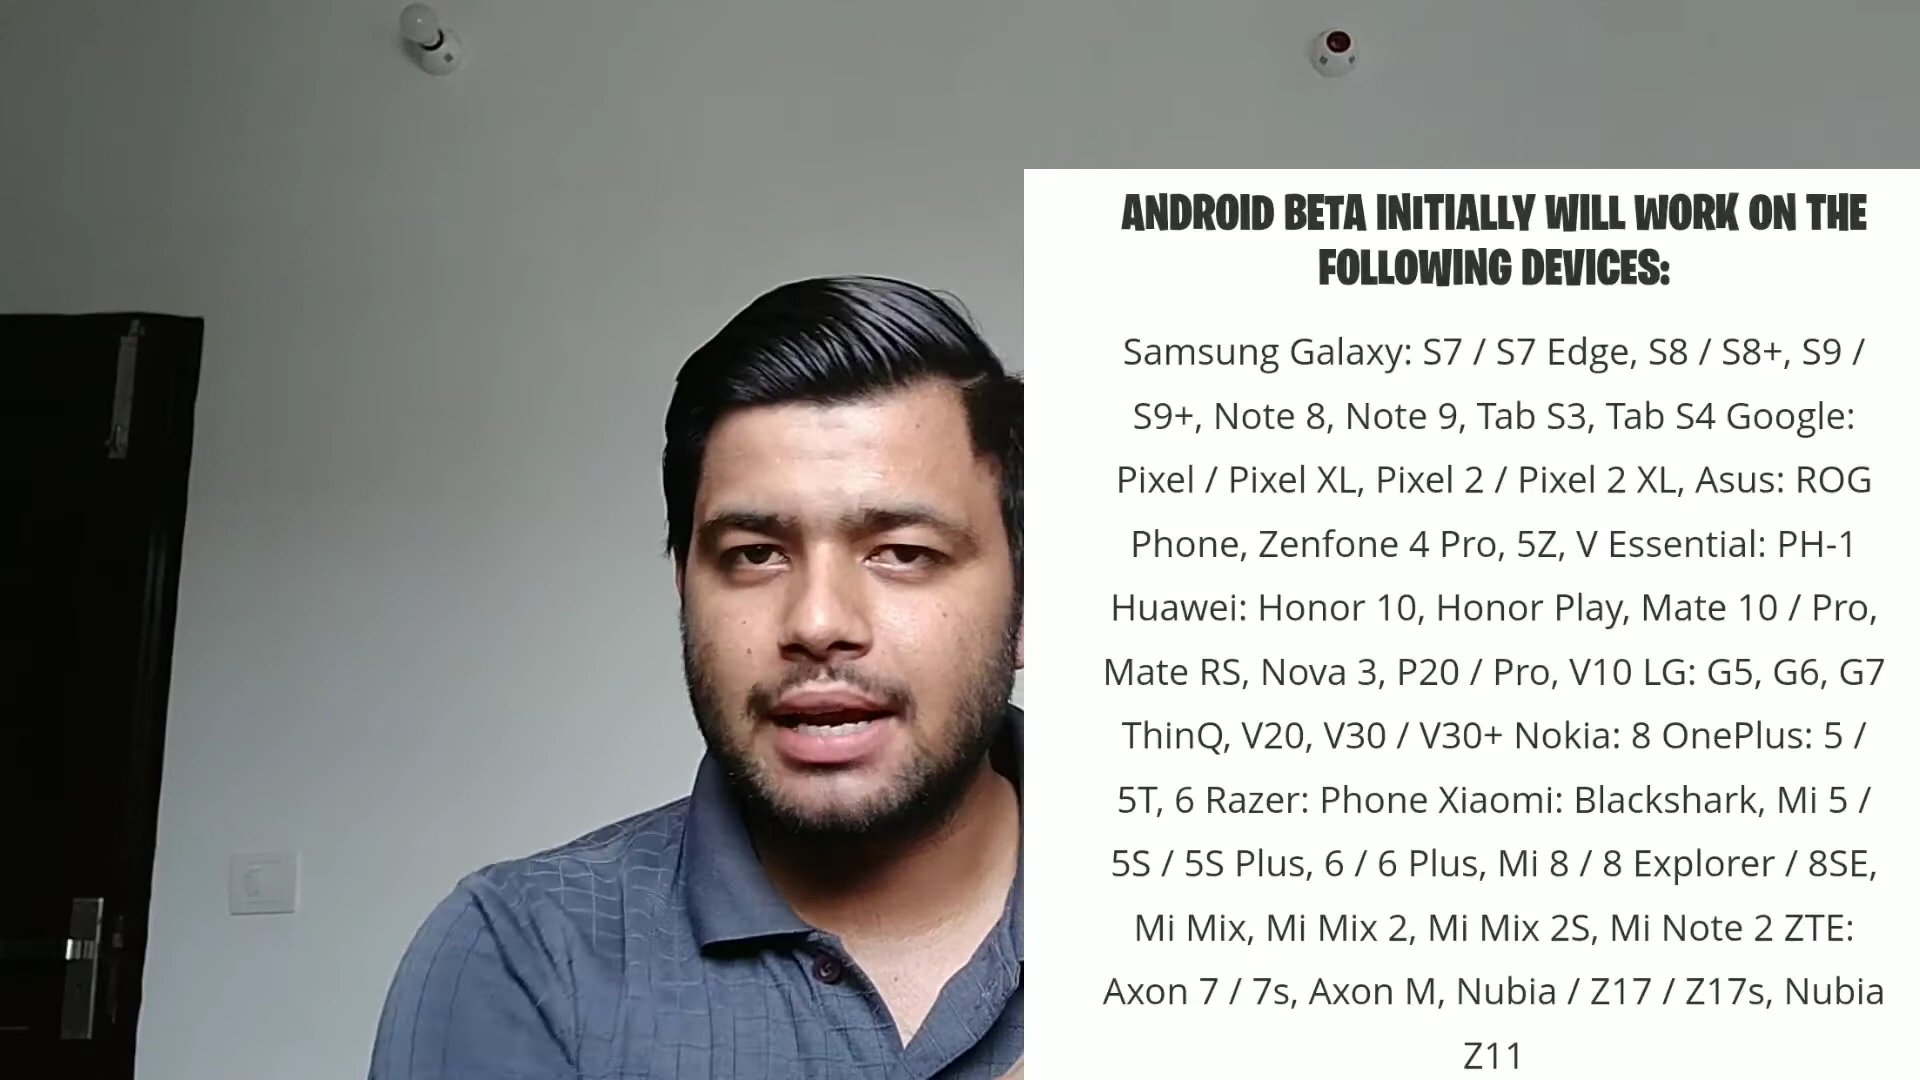 ANDROID BETA INITIALLY WILL WORK ON THE
FOLLOWING DEVICES:
Samsung Galaxy: S7 / S7 Edge, S8 / S8+, S9 /
S9+, Note 8, Note 9, Tab S3, Tab S4 Google:
Pixel / Pixel XL, Pixel 2 / Pixel 2 XL, Asus: ROG
Phone, Zenfone 4 Pro, 5Z, V Essential: PH-1
Huawei: Honor 10, Honor Play, Mate 10 / Pro,
Mate RS, Nova 3, P20 / Pro, V10 LG: G5, G6, G7
ThinQ, V20, V30 / V30+ Nokia: 8 OnePlus: 5 /
5T, 6 Razer: Phone Xiaomi: Blackshark, Mi 5 /
5S / 5S Plus, 6 / 6 Plus, Mi 8 / 8 Explorer / 8SE,
Mi Mix, Mi Mix 2, Mi Mix 2S, Mi Note 2 ZTE:
Axon 7 / 7s, Axon M, Nubia / Z17 / Z17s, Nubia
Z11